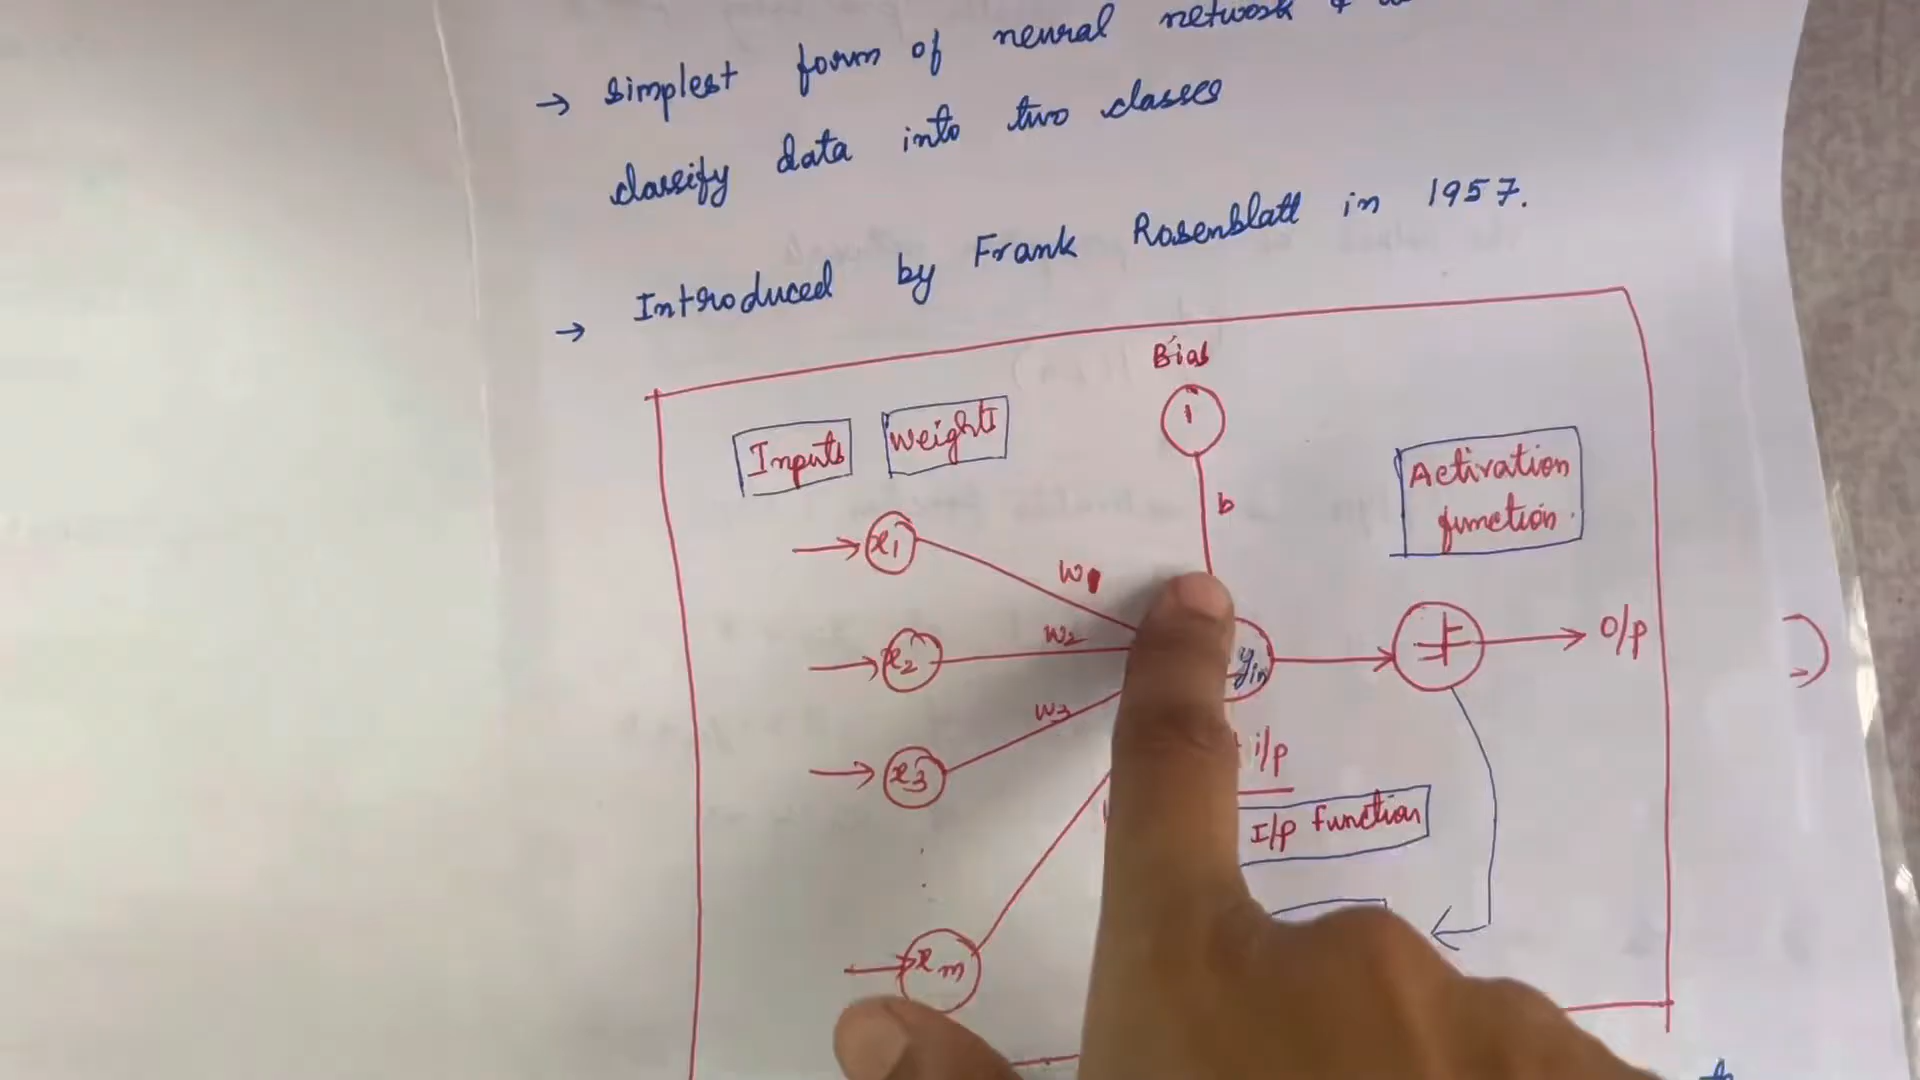 → simplest form of neural network &
classify data into two classes
→ Introduced by Frank Rosenblatt in 1957.
Bias
1
b
Inputs
Weights
Activation
function
x1
w1
x2
w2
x3
w3
xm
yin
O/p
i/p
I/p function